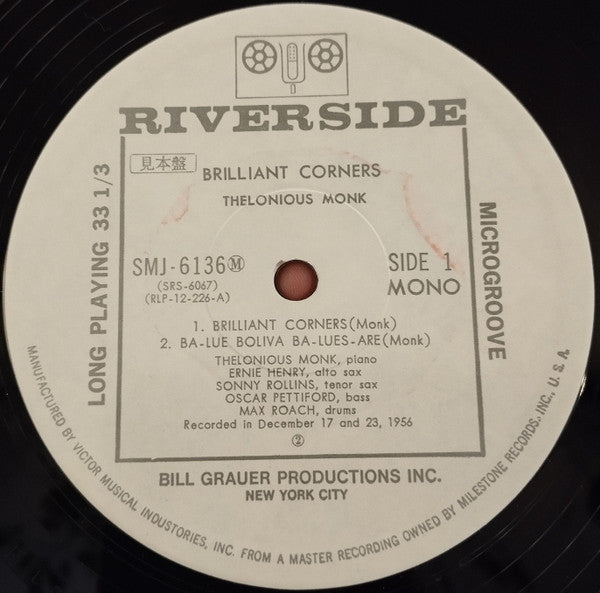 RIVERSIDE
見本盤
BRILLIANT CORNERS
THELONIOUS MONK
LONG PLAYING 33 1/3
MICROGROOVE
SMJ-6136Ⓜ
(SRS-6067)
(RLP-12-226-A)
SIDE 1
MONO
1. BRILLIANT CORNERS(Monk)
2. BA-LUE BOLIVA BA-LUES-ARE(Monk)
THELONIOUS MONK, piano
ERNIE HENRY, alto sax
SONNY ROLLINS, tenor sax
OSCAR PETTIFORD, bass
MAX ROACH, drums
Recorded in December 17 and 23, 1956
②
BILL GRAUER PRODUCTIONS INC.
NEW YORK CITY
MANUFACTURED BY VICTOR MUSICAL INDUSTORIES, INC. FROM A MASTER RECORDING OWNED BY MILESTONE RECORDS, INC., U.S.A.